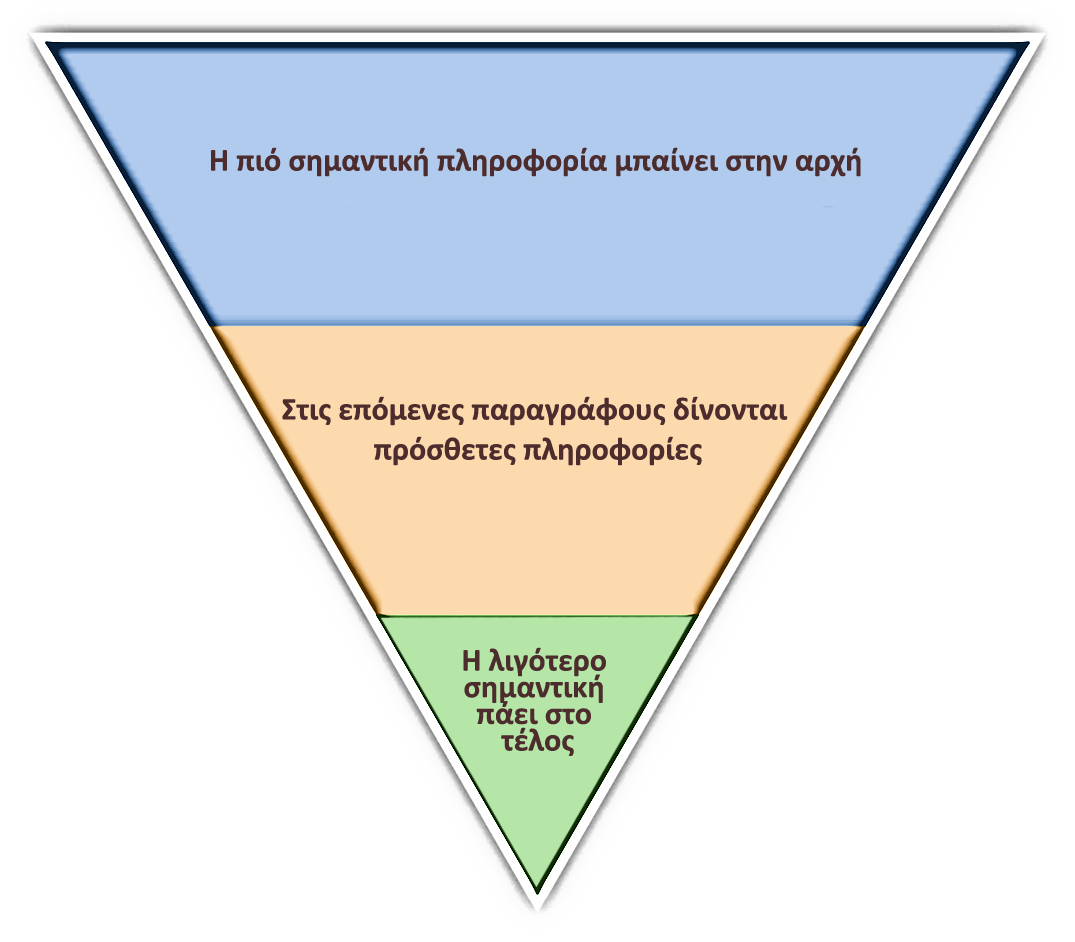 Η πιό σημαντική πληροφορία μπαίνει στην αρχή
Στις επόμενες παραγράφους δίνονται
πρόσθετες πληροφορίες
Η λιγότερο
σημαντική
πάει στο
τέλος